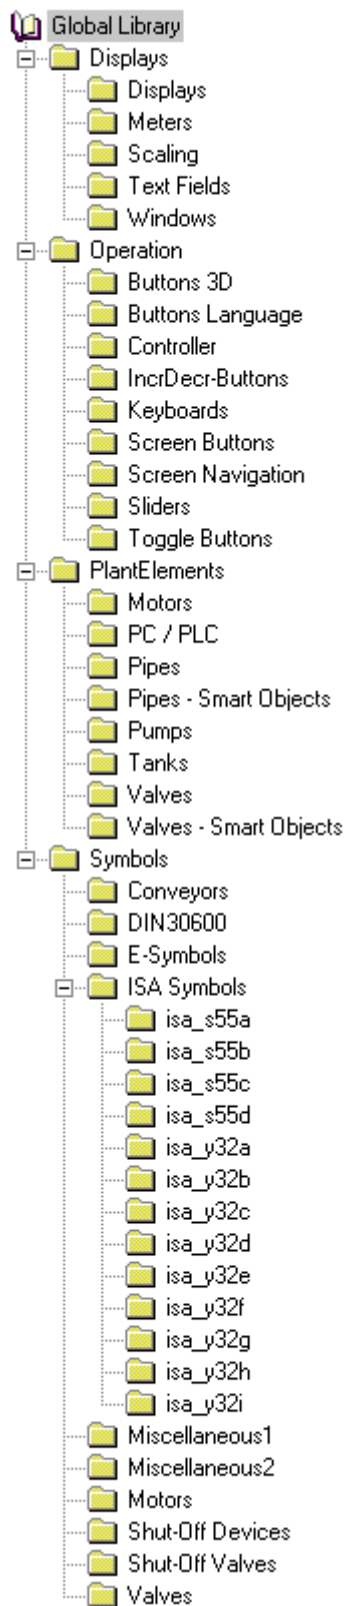 Global Library
Displays
Displays
Meters
Scaling
Text Fields
Windows
Operation
Buttons 3D
Buttons Language
Controller
IncrDecr-Buttons
Keyboards
Screen Buttons
Screen Navigation
Sliders
Toggle Buttons
PlantElements
Motors
PC / PLC
Pipes
Pipes - Smart Objects
Pumps
Tanks
Valves
Valves - Smart Objects
Symbols
Conveyors
DIN30600
E-Symbols
ISA Symbols
isa_s55a
isa_s55b
isa_s55c
isa_s55d
isa_y32a
isa_y32b
isa_y32c
isa_y32d
isa_y32e
isa_y32f
isa_y32g
isa_y32h
isa_y32i
Miscellaneous1
Miscellaneous2
Motors
Shut-Off Devices
Shut-Off Valves
Valves